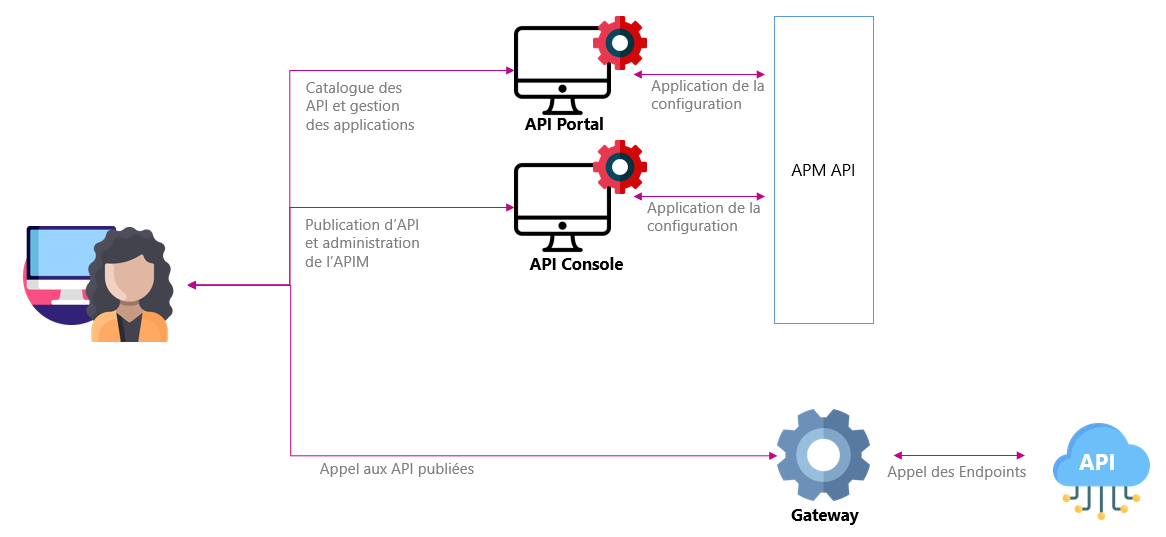 Catalogue des
API et gestion
des applications
API Portal
Application de la
configuration
APM API
Publication d’API
et administration
de l’APIM
API Console
Application de la
configuration
Appel aux API publiées
Gateway
Appel des Endpoints
API